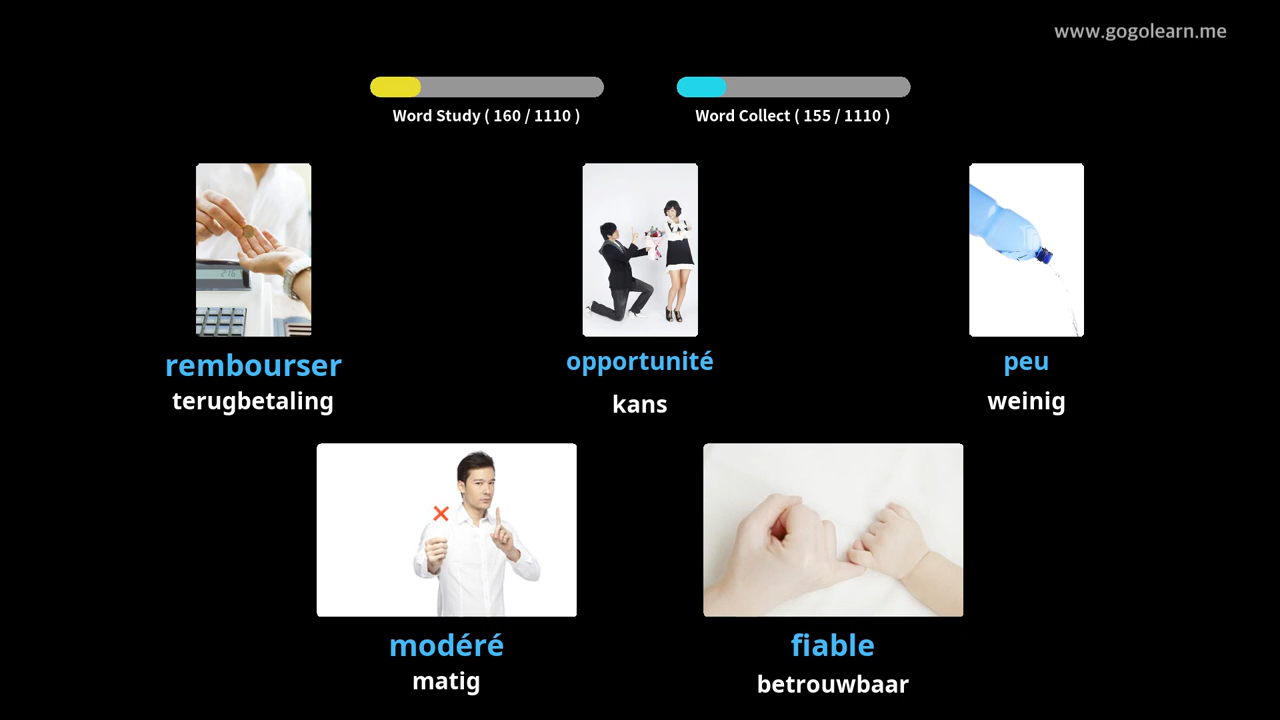 www.gogolearn.me
Word Study ( 160 / 1110 )
Word Collect ( 155 / 1110 )
rembourser
terugbetaling
opportunité
kans
peu
weinig
modéré
matig
fiable
betrouwbaar